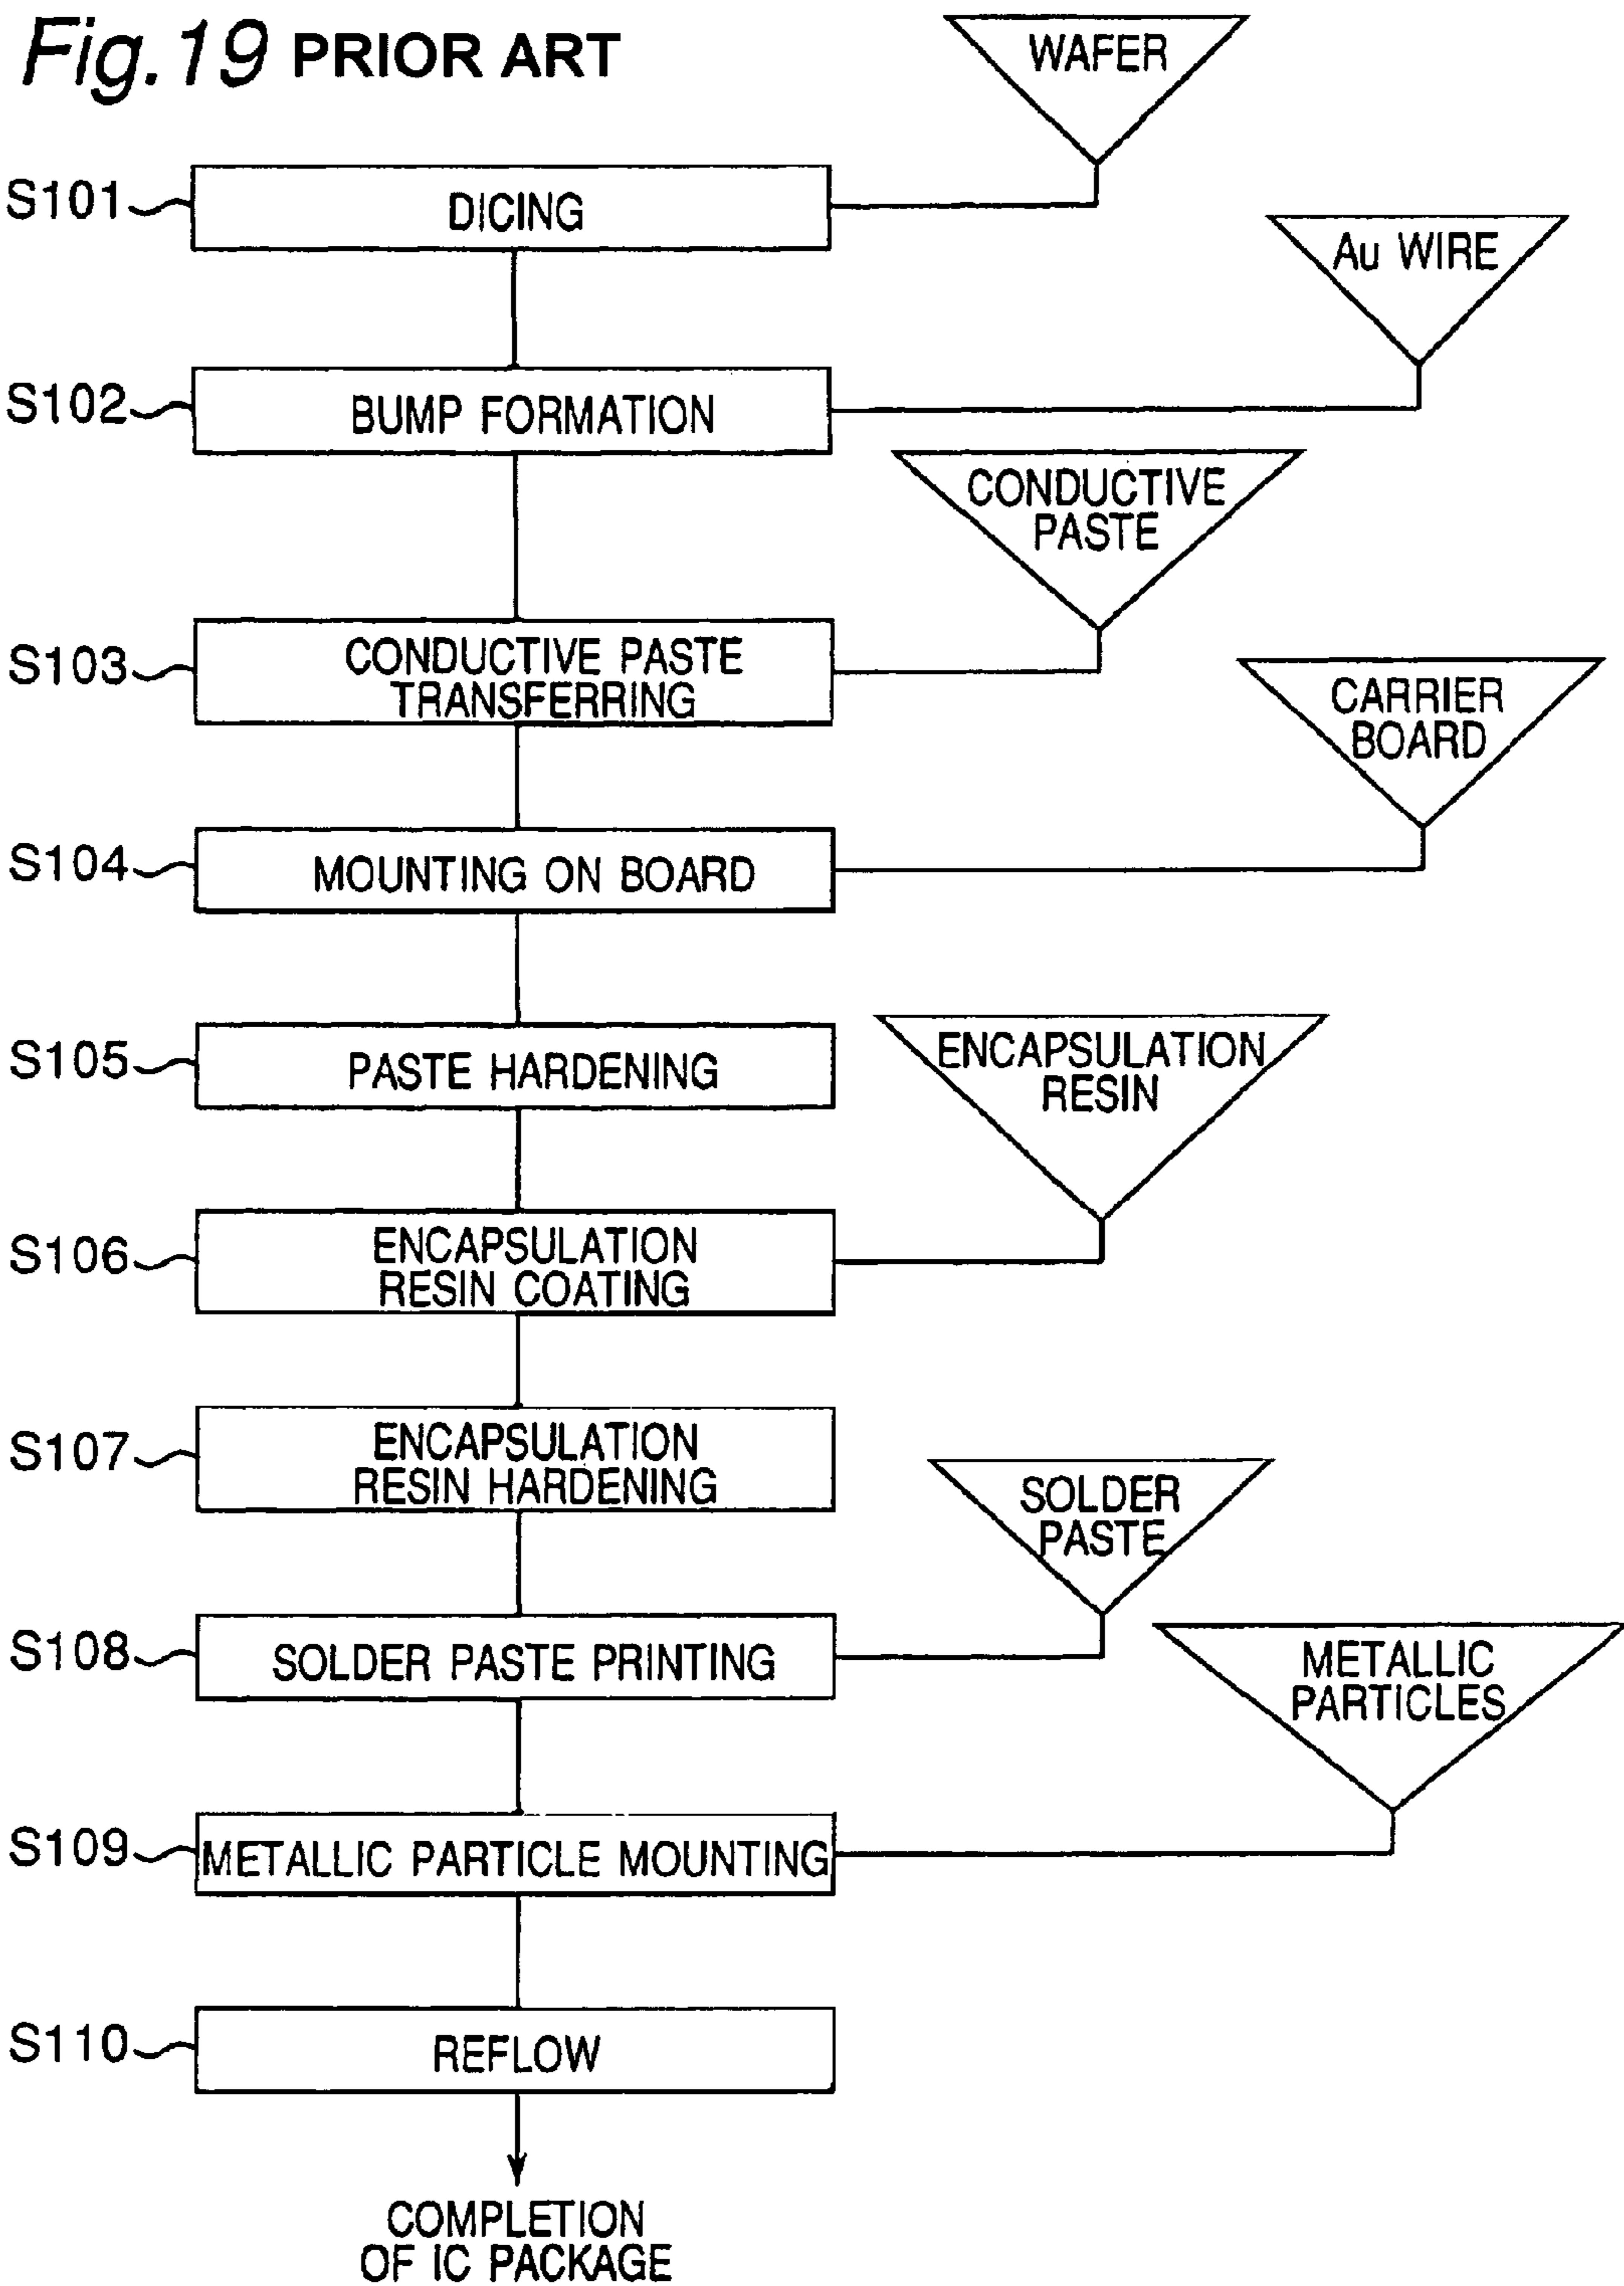 Fig.19 PRIOR ART
WAFER
S101
DICING
Au WIRE
S102
BUMP FORMATION
CONDUCTIVE
PASTE
S103
CONDUCTIVE PASTE
TRANSFERRING
CARRIER
BOARD
S104
MOUNTING ON BOARD
S105
PASTE HARDENING
ENCAPSULATION
RESIN
S106
ENCAPSULATION
RESIN COATING
S107
ENCAPSULATION
RESIN HARDENING
SOLDER
PASTE
S108
SOLDER PASTE PRINTING
METALLIC
PARTICLES
S109
METALLIC PARTICLE MOUNTING
S110
REFLOW
COMPLETION
OF IC PACKAGE